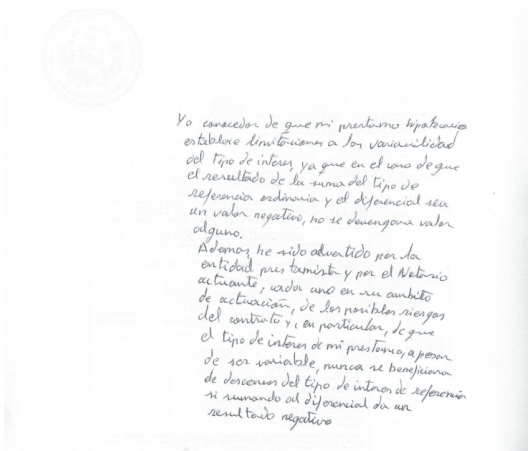 Yo conocedor de que mi prestamo hipotecario
establece limitaciones a la variabilidad
del tipo de interes, ya que en el caso de que
el resultado de la suma del tipo de
referencia ordinario y el diferencial sea
un valor negativo, no se devengara valor
alguno.
Ademas, he sido advertido por la
entidad prestamista y por el Notario
actuante, cada uno en su ambito
de actuación, de los posibles riesgos
del contrato y, en particular, de que
el tipo de interes de mi prestamo, a pesar
de ser variable, nunca se beneficiara
de descensos del tipo de interes de referencia
si sumando al diferencial da un
resultado negativo